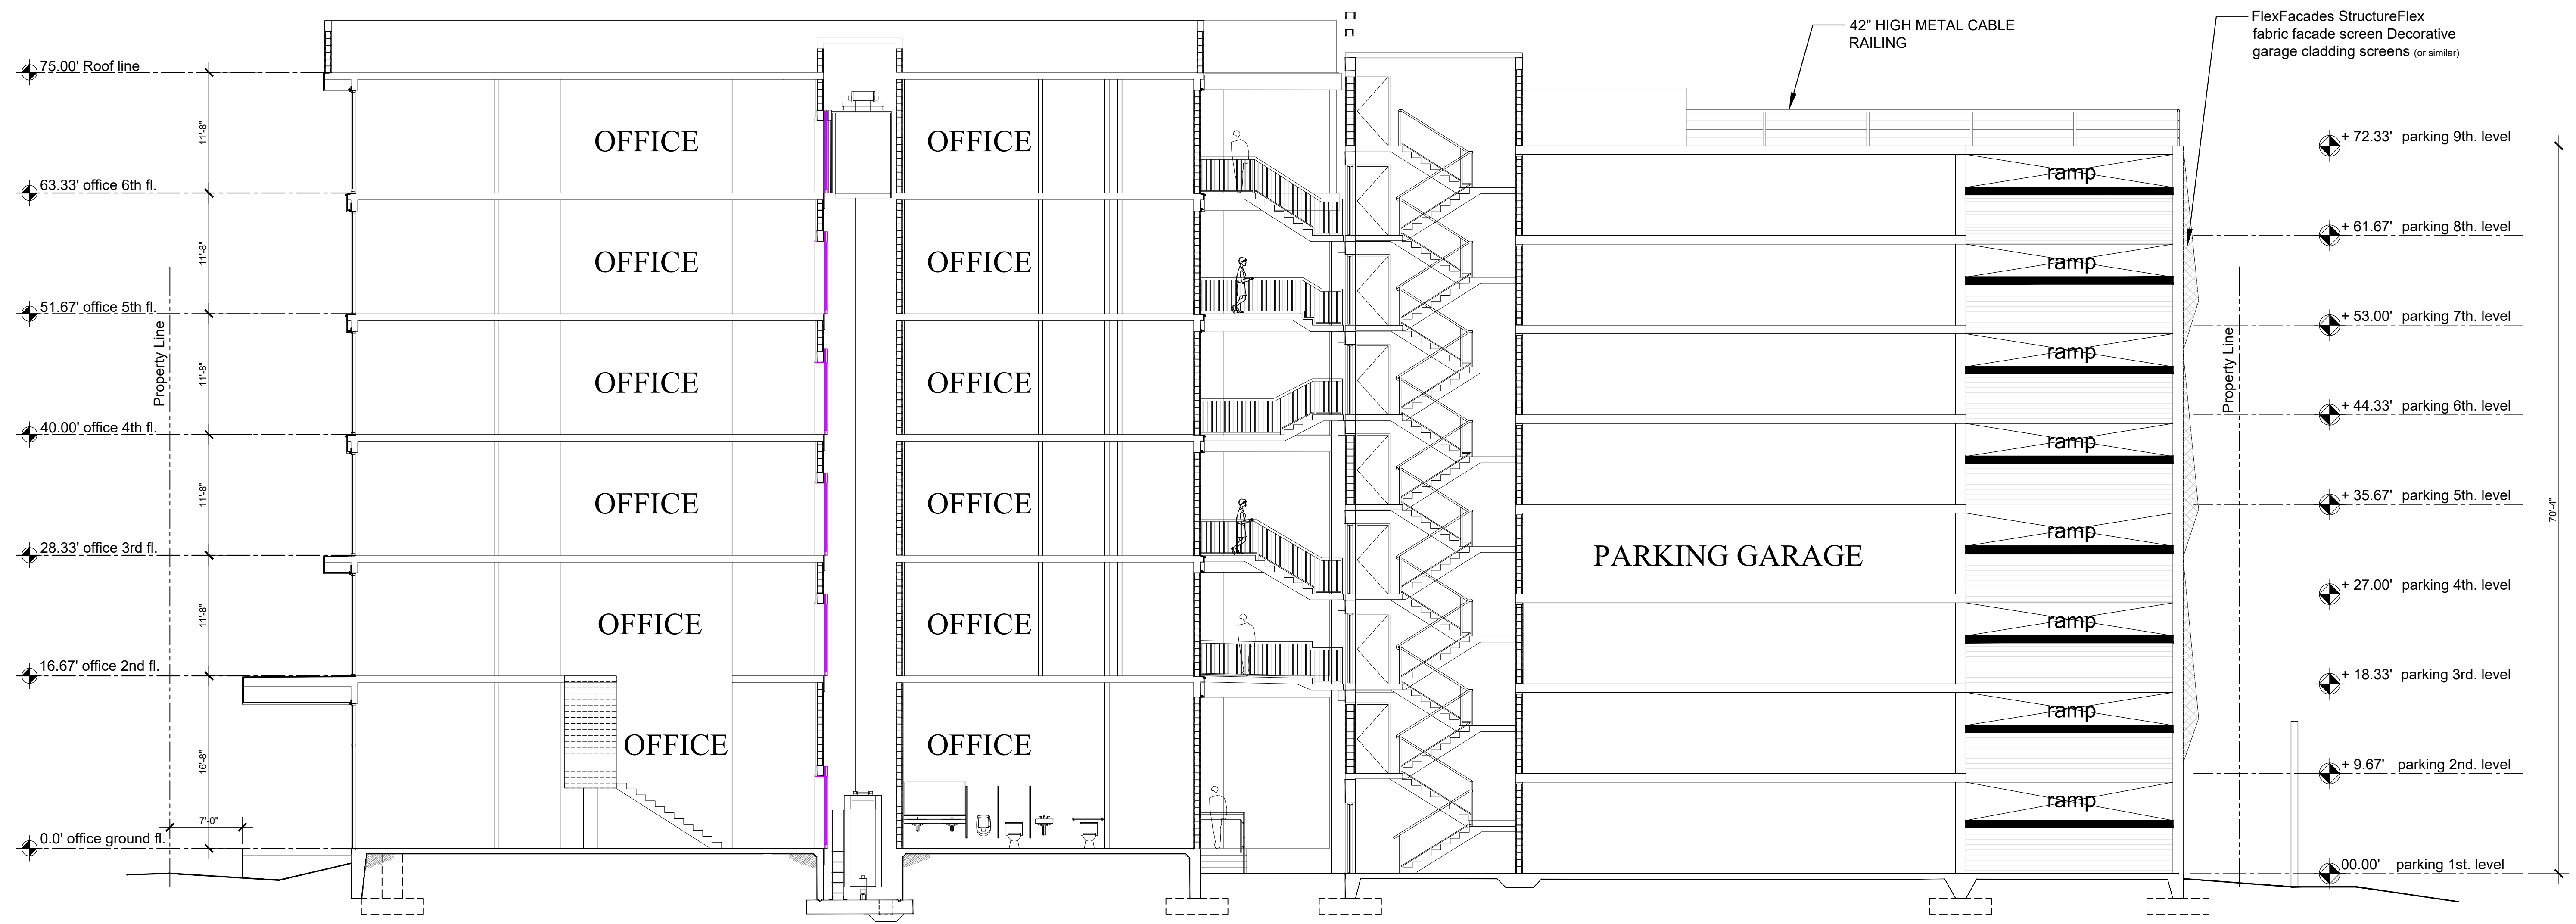 42" HIGH METAL CABLE
RAILING
FlexFacades StructureFlex
fabric facade screen Decorative
garage cladding screens (or similar)
75.00' Roof line
11'-8"
OFFICE
OFFICE
+ 72.33' parking 9th. level
ramp
63.33' office 6th fl.
11'-8"
OFFICE
OFFICE
+ 61.67' parking 8th. level
ramp
51.67' office 5th fl.
+ 53.00' parking 7th. level
Property Line
11'-8"
OFFICE
OFFICE
ramp
Property Line
40.00' office 4th fl.
+ 44.33' parking 6th. level
ramp
11'-8"
OFFICE
OFFICE
+ 35.67' parking 5th. level
70'-4"
ramp
28.33' office 3rd fl.
PARKING GARAGE
+ 27.00' parking 4th. level
11'-8"
OFFICE
OFFICE
ramp
16.67' office 2nd fl.
+ 18.33' parking 3rd. level
ramp
16'-8"
OFFICE
OFFICE
+ 9.67' parking 2nd. level
ramp
7'-0"
0.0' office ground fl.
00.00' parking 1st. level